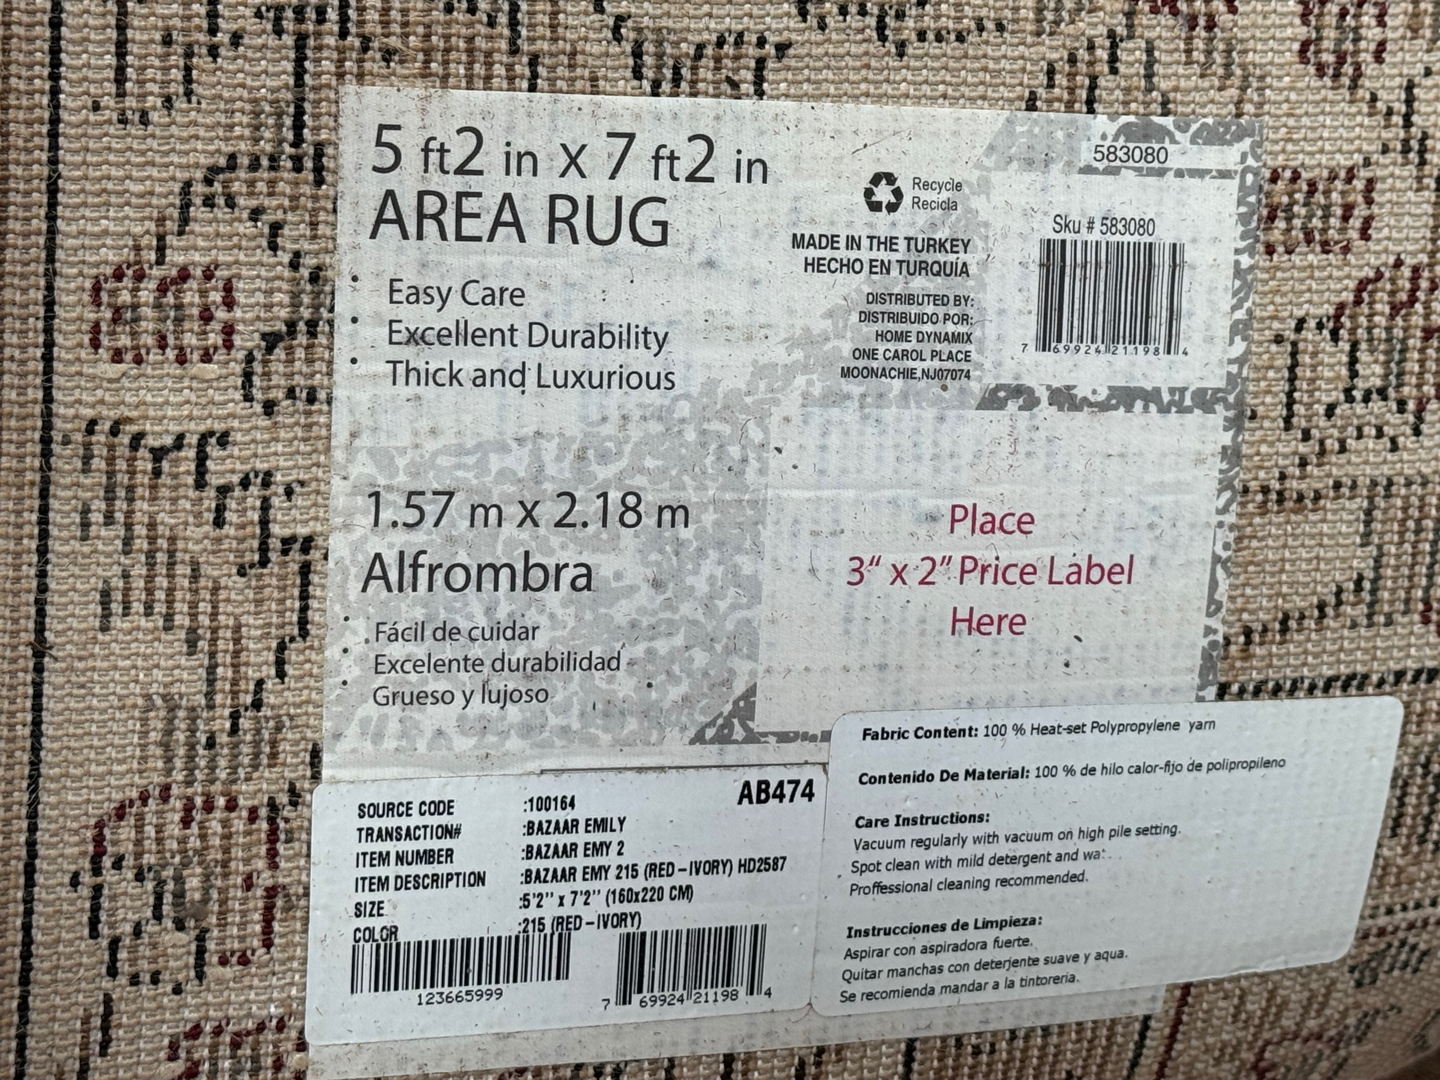 5 ft2 in X 7 ft2 in
AREA RUG
Easy Care
Excellent Durability
Thick and Luxurious
1.57 m x 2.18 m
Alfrombra
Fácil de cuidar
Excelente durabilidad
Grueso y lujoso
Recycle
Recicla
MADE IN THE TURKEY
HECHO EN TURQUÍA
DISTRIBUTED BY:
DISTRIBUIDO POR:
HOME DYNAMIX
ONE CAROL PLACE
MOONACHIE,NJ07074
583080
Sku # 583080
7 69924 21198 4
Place
3“ x 2” Price Label
Here
AB474
SOURCE CODE :100164
TRANSACTION# :BAZAAR EMILY
ITEM NUMBER :BAZAAR EMY 2
ITEM DESCRIPTION :BAZAAR EMY 215 (RED-IVORY) HD2587
SIZE :5'2'' x 7'2'' (160x220 CM)
COLOR :215 (RED-IVORY)
123665999
7 69924 21198 4
Fabric Content: 100 % Heat-set Polypropylene yarn
Contenido De Material: 100 % de hilo calor-fijo de polipropileno
Care Instructions:
Vacuum regularly with vacuum on high pile setting.
Spot clean with mild detergent and
Proffessional cleaning recommended.
Instrucciones de Limpieza:
Aspirar con aspiradora fuerte.
Quitar manchas con deterjente suave y aqua.
Se recomienda mandar a la tintoreria.